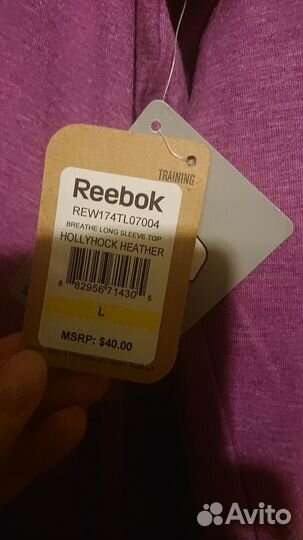 TRAINING
Reebok
REW174TL07004
BREATHE LONG SLEEVE TOP
HOLLYHOCK HEATHER
8 82956 71430 5
L
MSRP: $40.00
Avito